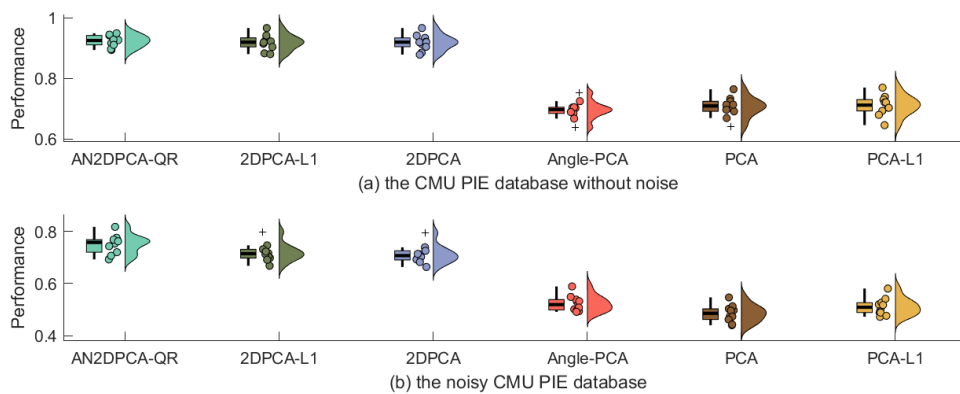 1
0.8
0.6
Performance
AN2DPCA-QR 2DPCA-L1 2DPCA Angle-PCA PCA PCA-L1
(a) the CMU PIE database without noise
0.8
0.6
0.4
Performance
AN2DPCA-QR 2DPCA-L1 2DPCA Angle-PCA PCA PCA-L1
(b) the noisy CMU PIE database